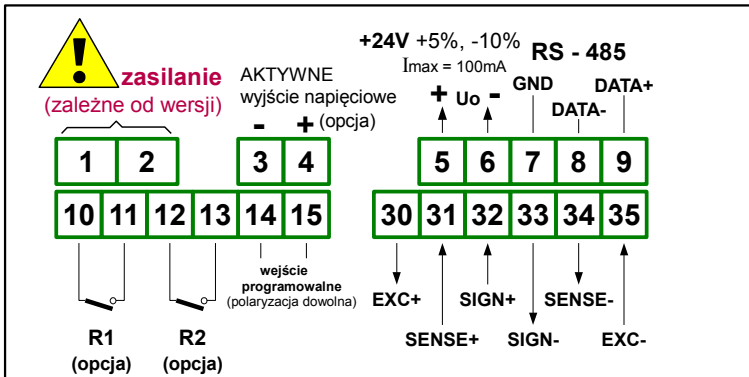 zasilanie
(zależne od wersji)
AKTYWNE
wyjście napięciowe
(opcja)
- +
+24V +5%, -10%
Imax = 100mA
+ Uo -
RS - 485
GND
DATA-
DATA+
1 2 3 4 5 6 7 8 9
10 11 12 13 14 15 30 31 32 33 34 35
R1
(opcja)
R2
(opcja)
wejście
programowalne
(polaryzacja dowolna)
EXC+
SENSE+
SIGN+
SIGN-
SENSE-
EXC-